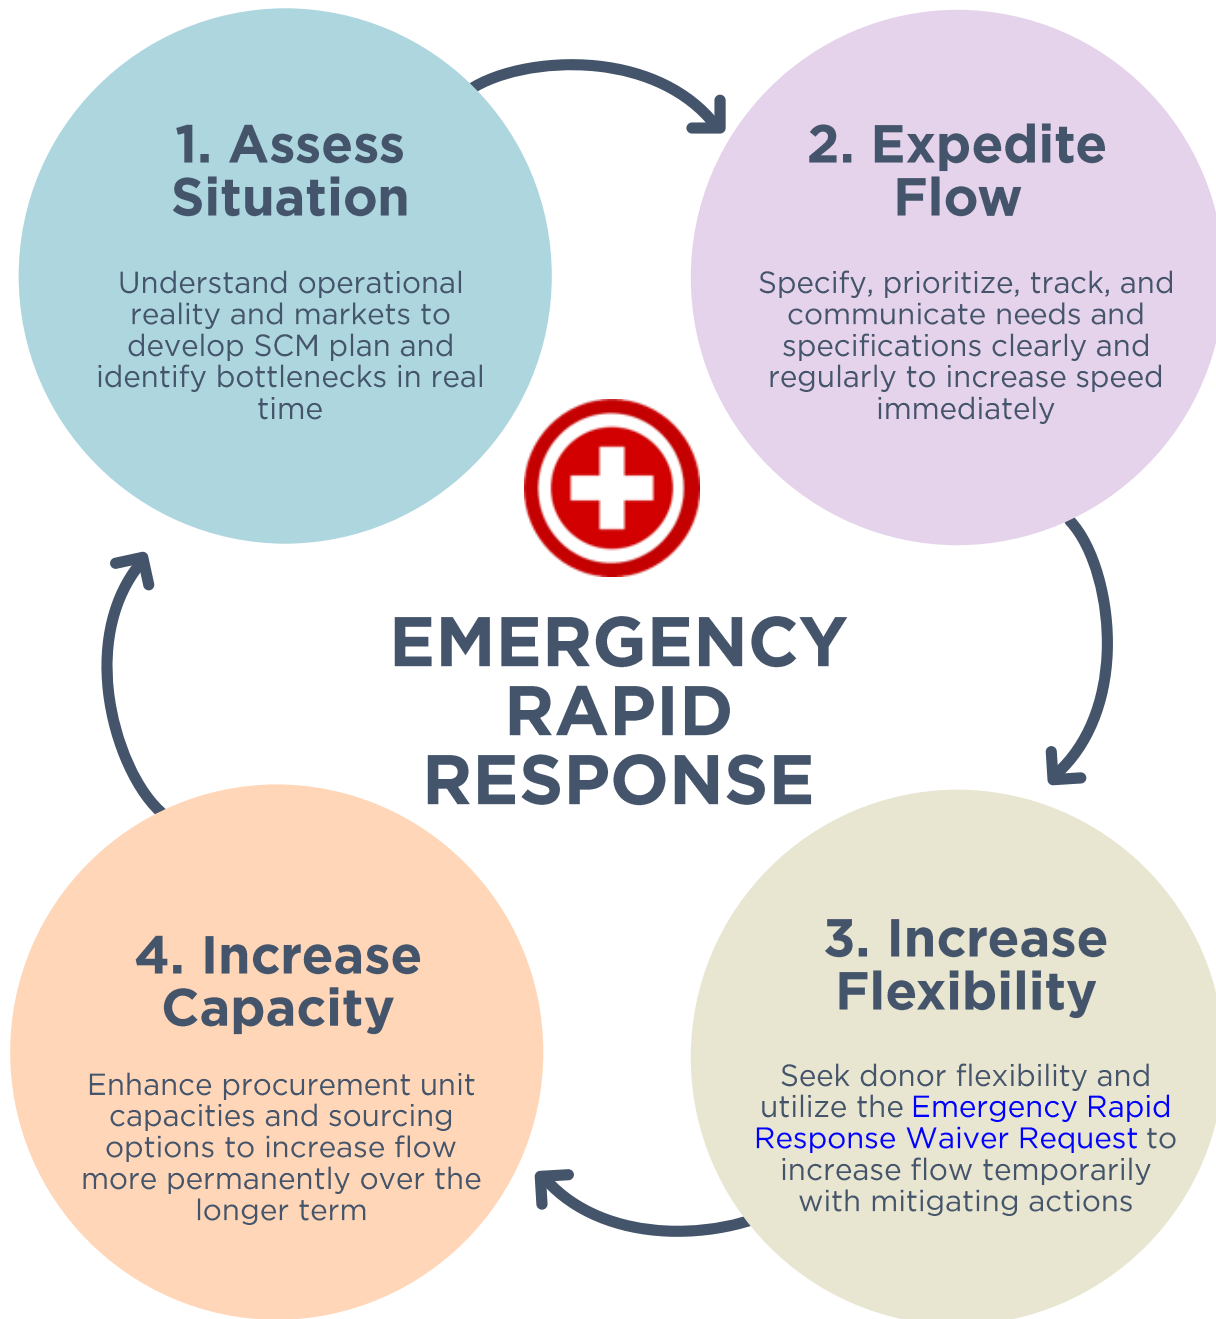 1. Assess
Situation
Understand operational
reality and markets to
develop SCM plan and
identify bottlenecks in real
time
2. Expedite
Flow
Specify, prioritize, track, and
communicate needs and
specifications clearly and
regularly to increase speed
immediately
EMERGENCY
RAPID
RESPONSE
3. Increase
Flexibility
Seek donor flexibility and
utilize the Emergency Rapid
Response Waiver Request to
increase flow temporarily
with mitigating actions
4. Increase
Capacity
Enhance procurement unit
capacities and sourcing
options to increase flow
more permanently over the
longer term